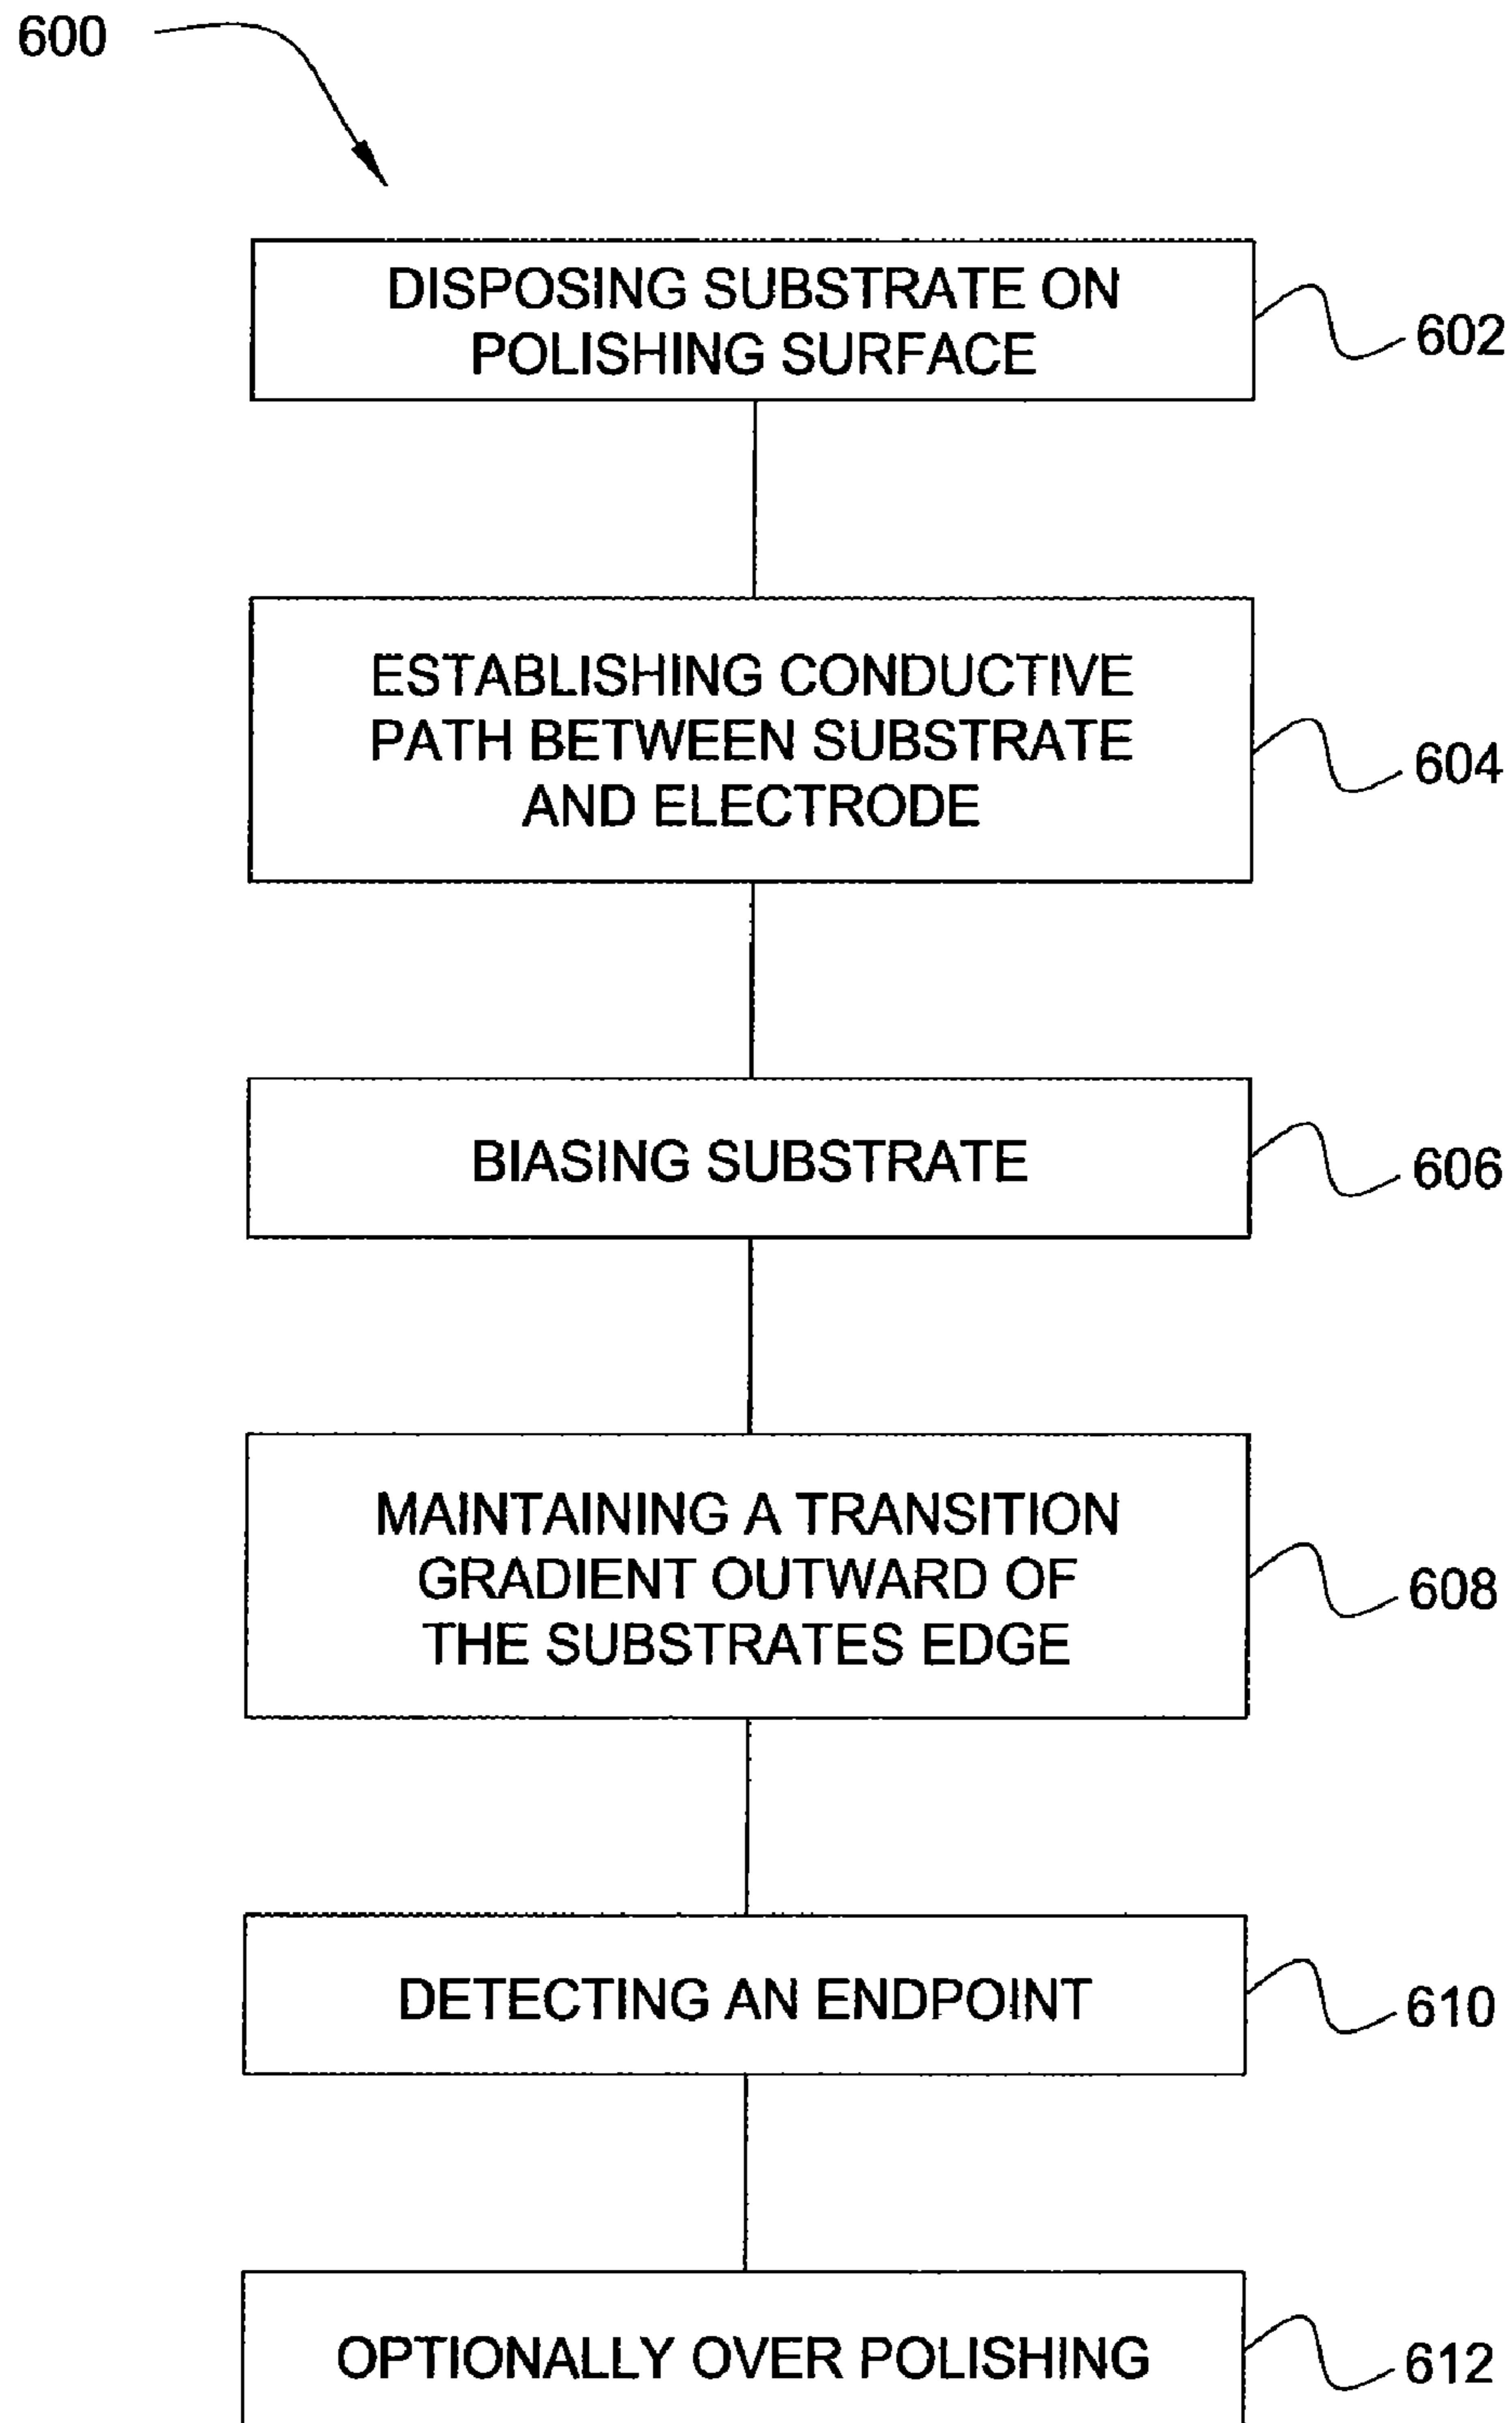 600
DISPOSING SUBSTRATE ON
POLISHING SURFACE
602
ESTABLISHING CONDUCTIVE
PATH BETWEEN SUBSTRATE
AND ELECTRODE
604
BIASING SUBSTRATE
606
MAINTAINING A TRANSITION
GRADIENT OUTWARD OF
THE SUBSTRATES EDGE
608
DETECTING AN ENDPOINT
610
OPTIONALLY OVER POLISHING
612